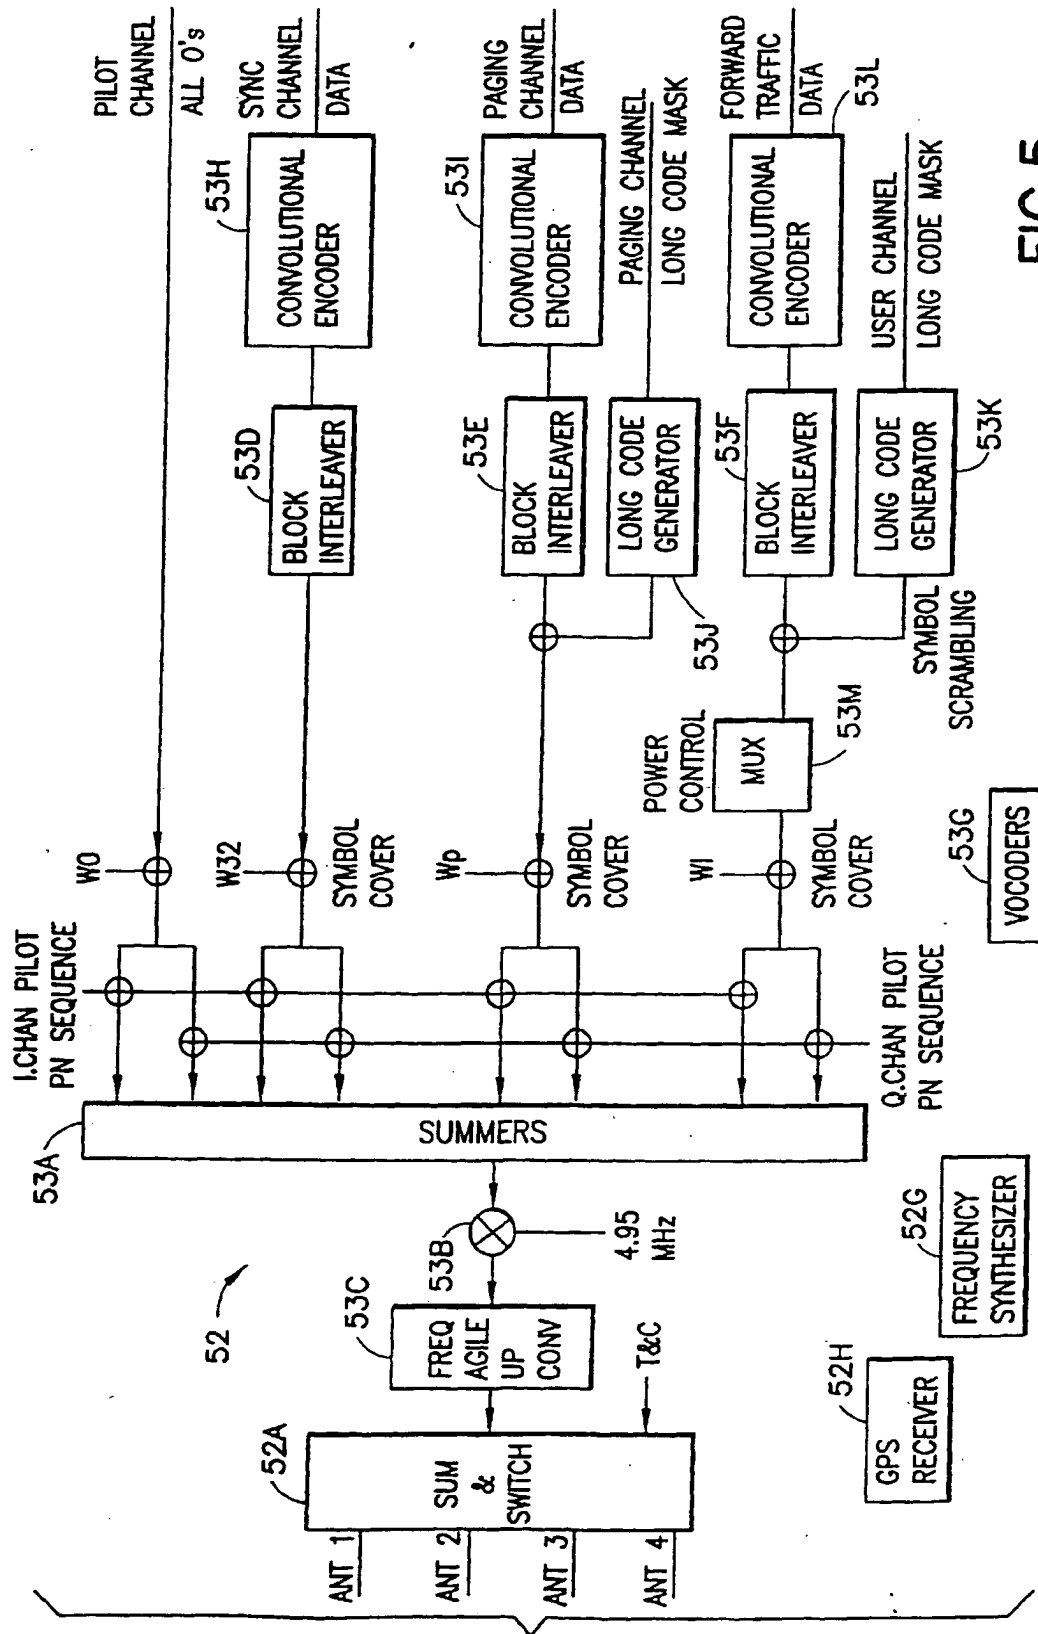 PILOT
CHANNEL
ALL 0's
SYNC
CHANNEL
DATA
PAGING
CHANNEL
DATA
PAGING CHANNEL
LONG CODE MASK
FORWARD
TRAFFIC
DATA
53L
USER CHANNEL
LONG CODE MASK
53H
CONVOLUTIONAL
ENCODER
53I
CONVOLUTIONAL
ENCODER
CONVOLUTIONAL
ENCODER
53D
BLOCK
INTERLEAVER
53E
BLOCK
INTERLEAVER
LONG CODE
GENERATOR
53J
53F
BLOCK
INTERLEAVER
LONG CODE
GENERATOR
53K
SYMBOL
SCRAMBLING
POWER
CONTROL
MUX
53M
W0
W32
SYMBOL
COVER
Wp
SYMBOL
COVER
WI
SYMBOL
COVER
53G
VOCODERS
I.CHAN PILOT
PN SEQUENCE
Q.CHAN PILOT
PN SEQUENCE
53A
SUMMERS
52
53B
4.95
MHz
53C
FREQ
AGILE
UP
CONV
52G
FREQUENCY
SYNTHESIZER
52A
SUM
&
SWITCH
T&C
52H
GPS
RECEIVER
ANT 1
ANT 2
ANT 3
ANT 4